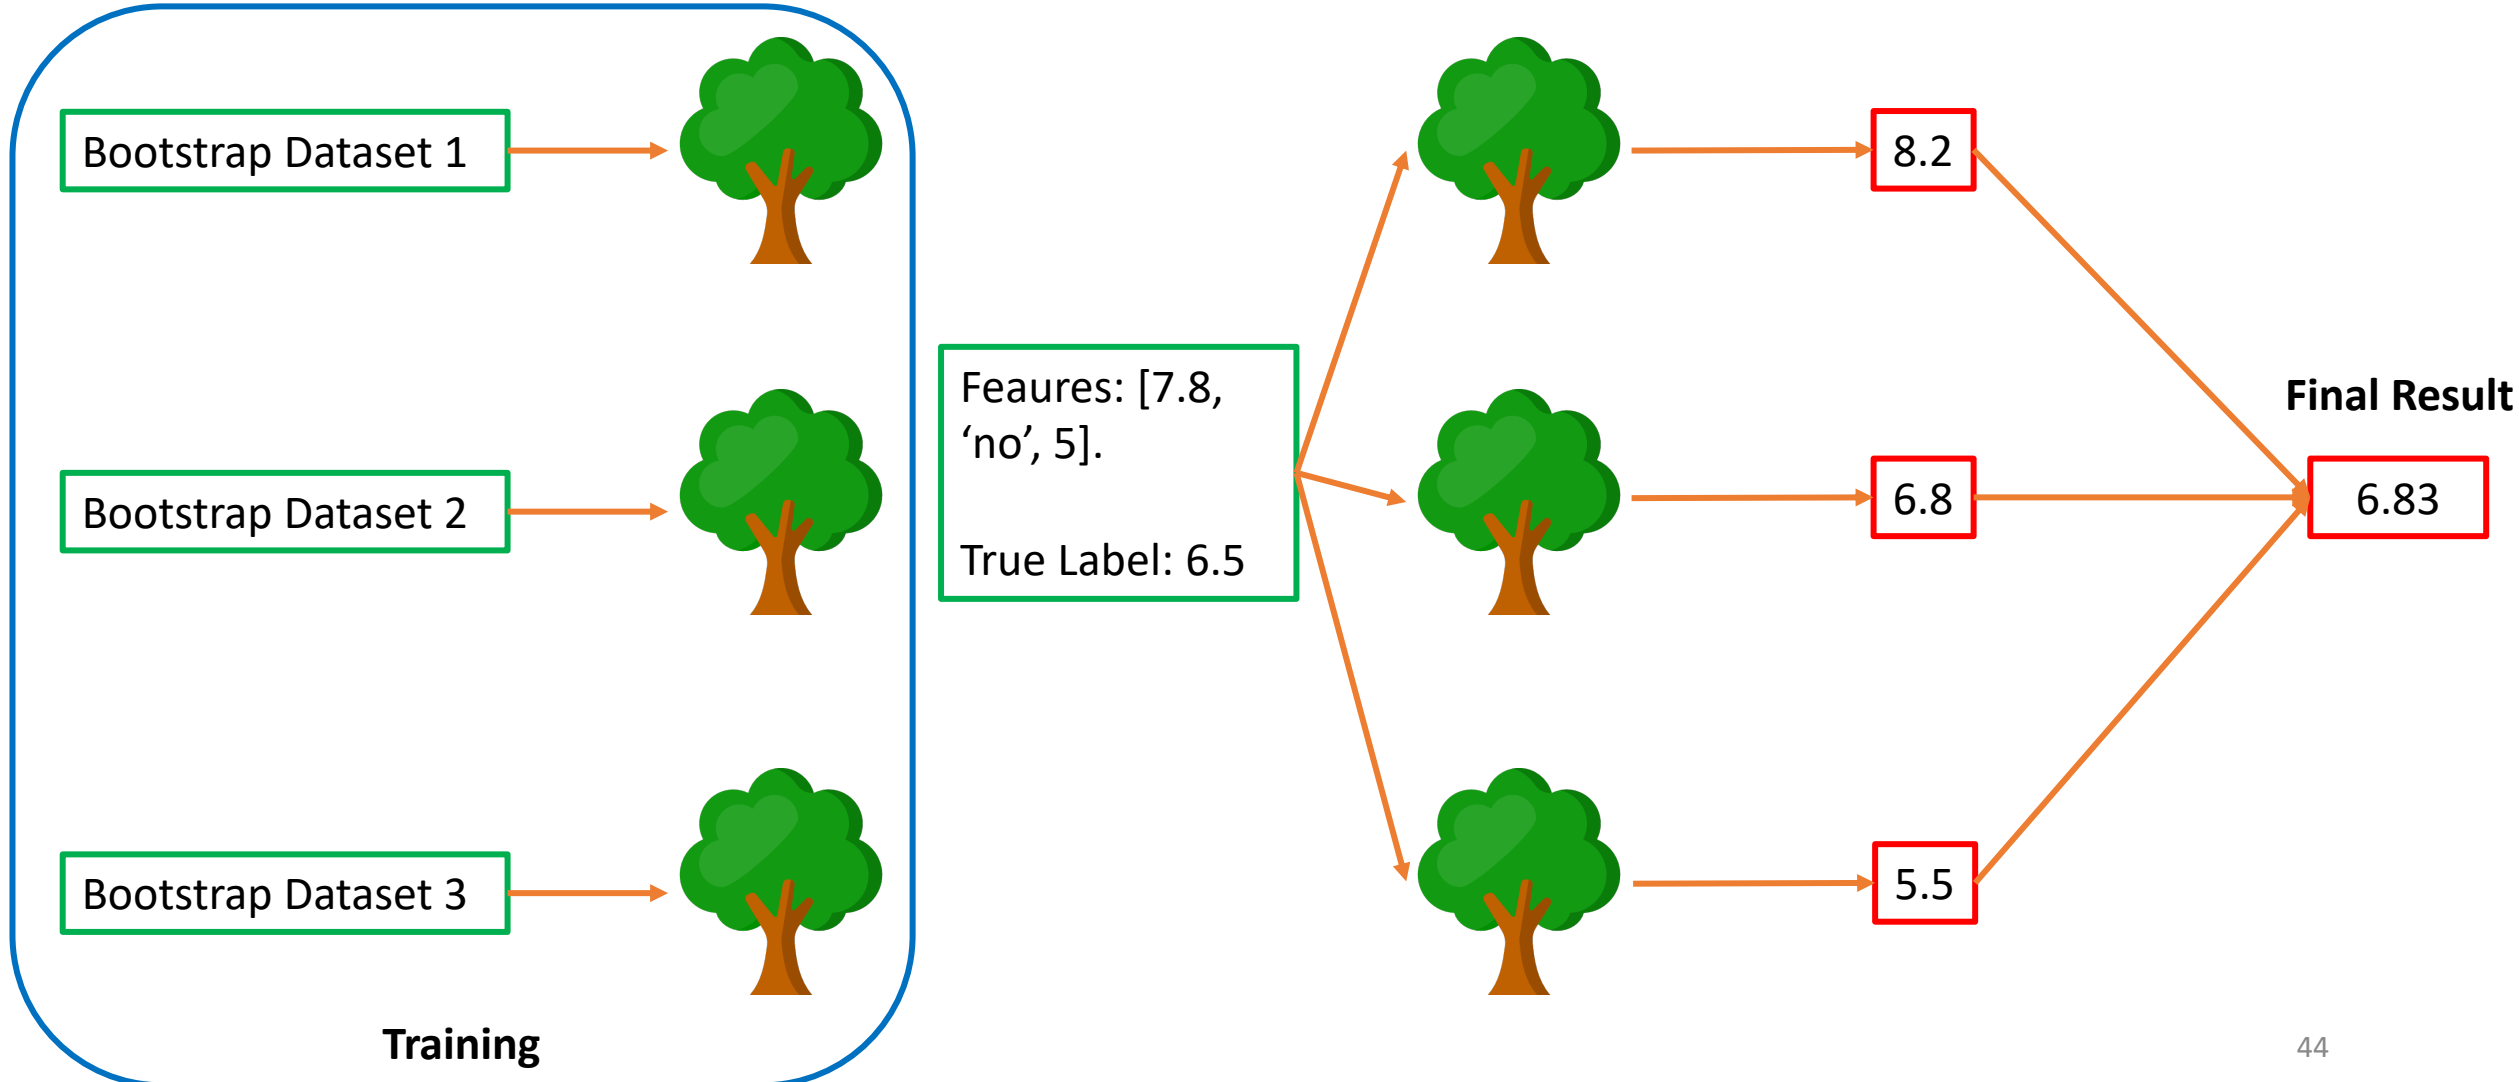 Bootstrap Dataset 1
8.2
Feaures: [7.8,
‘no’, 5].
True Label: 6.5
Final Result
Bootstrap Dataset 2
6.8
6.83
Bootstrap Dataset 3
5.5
Training
44